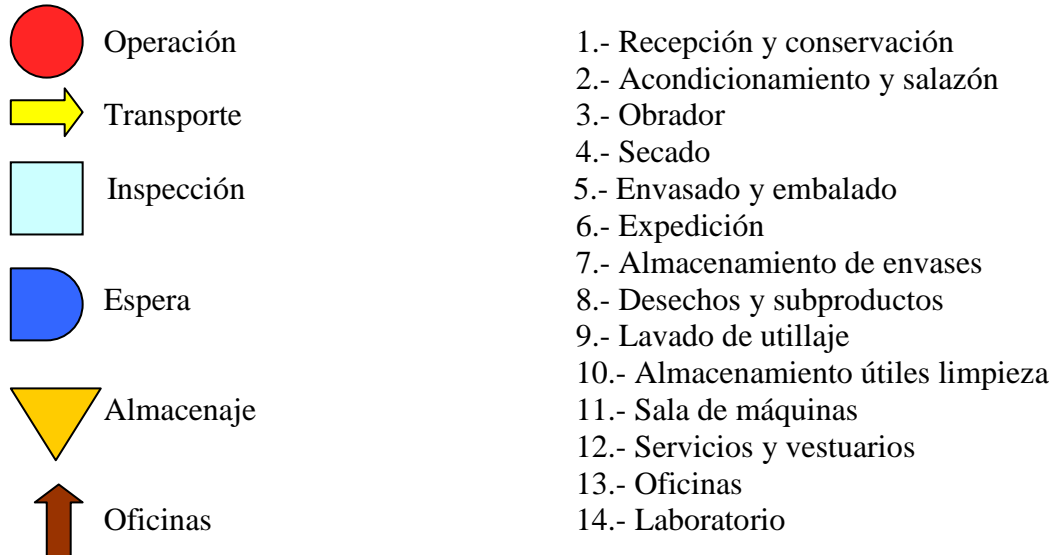 Operación
Transporte
Inspección
Espera
Almacenaje
Oficinas
1.- Recepción y conservación
2.- Acondicionamiento y salazón
3.- Obrador
4.- Secado
5.- Envasado y embalado
6.- Expedición
7.- Almacenamiento de envases
8.- Desechos y subproductos
9.- Lavado de utillaje
10.- Almacenamiento útiles limpieza
11.- Sala de máquinas
12.- Servicios y vestuarios
13.- Oficinas
14.- Laboratorio